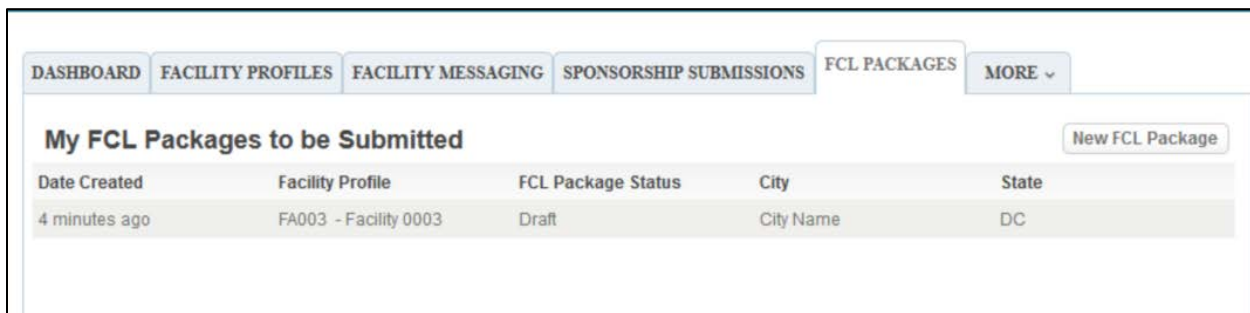 DASHBOARD FACILITY PROFILES FACILITY MESSAGING SPONSORSHIP SUBMISSIONS FCL PACKAGES MORE
My FCL Packages to be Submitted New FCL Package
Date Created Facility Profile FCL Package Status City State
4 minutes ago FA003 - Facility 0003 Draft City Name DC